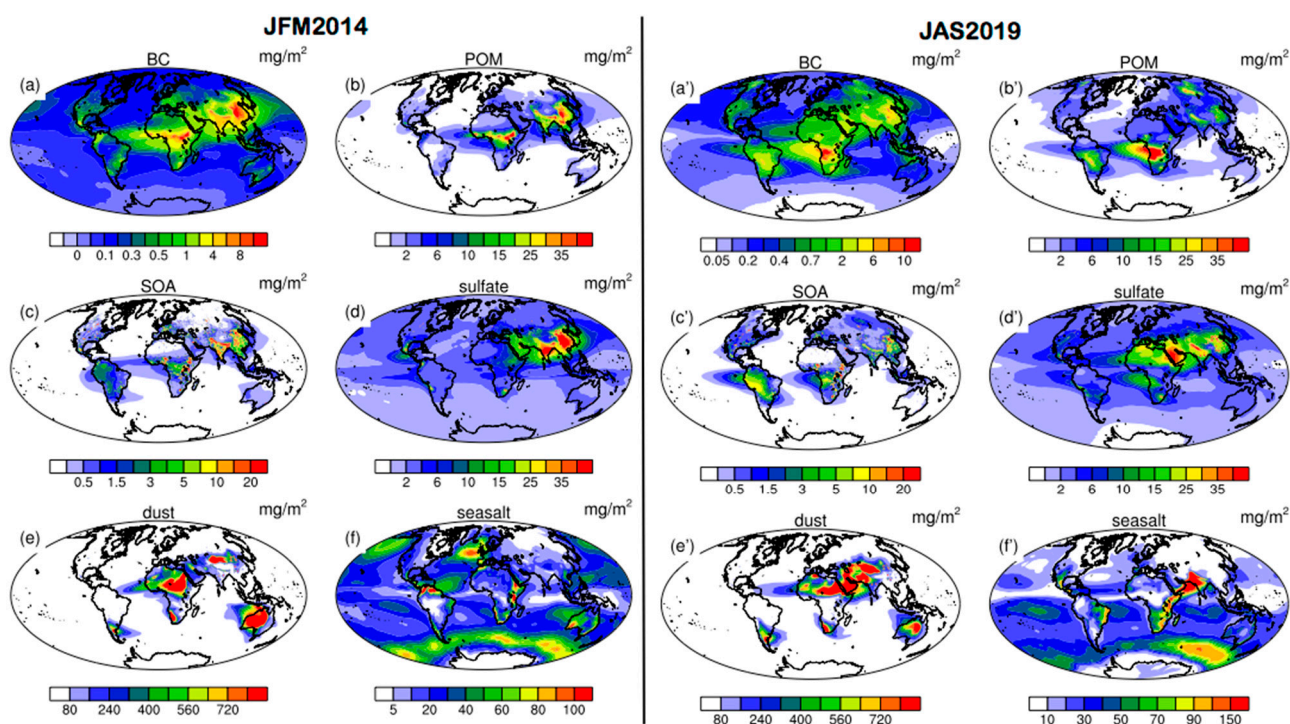 JFM2014 JAS2019
(a) BC mg/m² (b) POM mg/m² (a') BC mg/m² (b') POM mg/m²
0 0.1 0.3 0.5 1 4 8 2 6 10 15 25 35 0.05 0.2 0.4 0.7 2 6 10 2 6 10 15 25 35
(c) SOA mg/m² (d) sulfate mg/m² (c') SOA mg/m² (d') sulfate mg/m²
0.5 1.5 3 5 10 20 2 6 10 15 25 35 0.5 1.5 3 5 10 20 2 6 10 15 25 35
(e) dust mg/m² (f) seasalt mg/m² (e') dust mg/m² (f') seasalt mg/m²
80 240 400 560 720 5 20 40 60 80 100 80 240 400 560 720 10 30 50 70 90 150